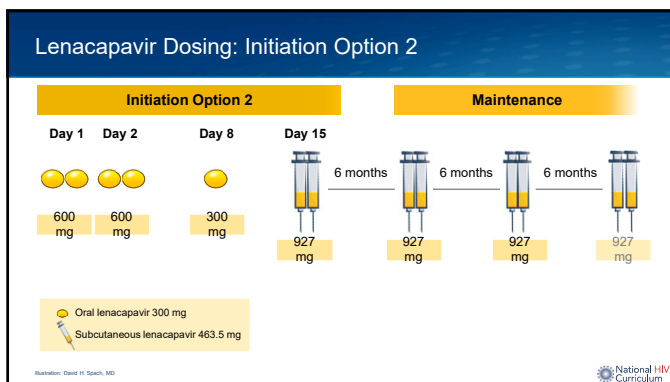 Lenacapavir Dosing: Initiation Option 2
Initiation Option 2
Maintenance
Day 1
Day 2
Day 8
Day 15
6 months
6 months
6 months
600
mg
600
mg
300
mg
927
mg
927
mg
927
mg
927
mg
Oral lenacapavir 300 mg
Subcutaneous lenacapavir 463.5 mg
Illustration: David H. Spach, MD
National HIV
Curriculum